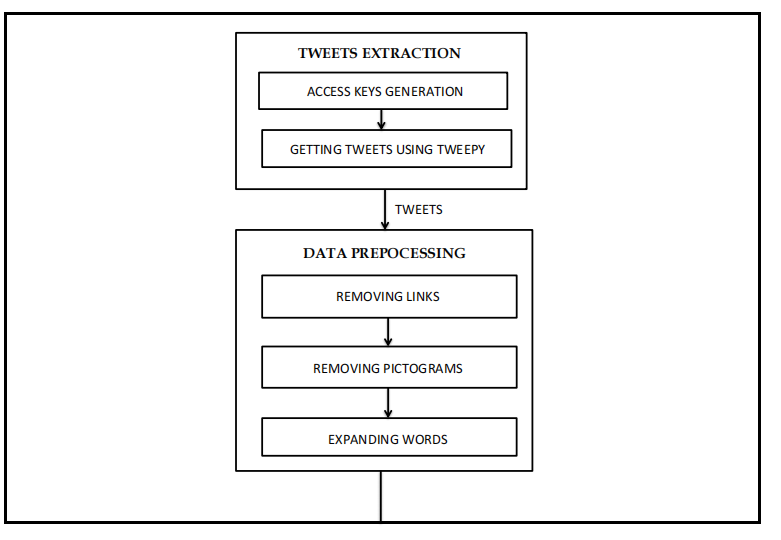 TWEETS EXTRACTION
ACCESS KEYS GENERATION
GETTING TWEETS USING TWEEPY
TWEETS
DATA PREPOCESSING
REMOVING LINKS
REMOVING PICTOGRAMS
EXPANDING WORDS